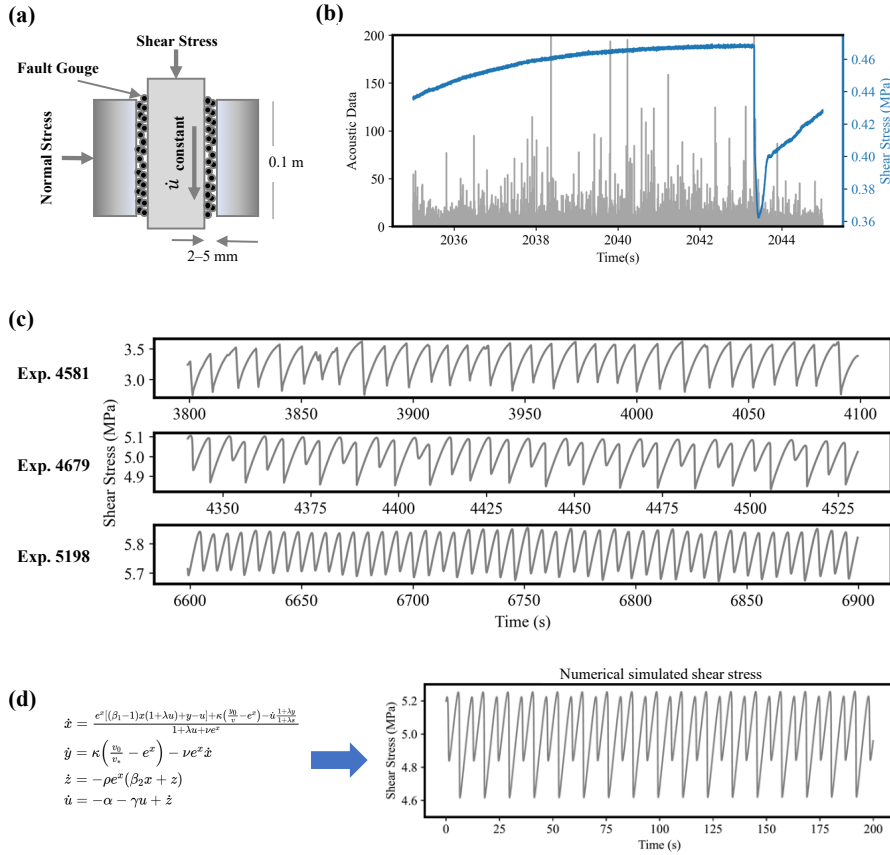 (a)
Shear Stress
Fault Gouge
Normal Stress
u̇ constant
0.1 m
2–5 mm
(b)
Acoustic Data
200
150
100
50
0
0.46
0.44
0.42
0.40
0.38
0.36
Shear Stress (MPa)
2036 2038 2040 2042 2044
Time(s)
(c)
Exp. 4581
3.5
3.0
3800 3850 3900 3950 4000 4050 4100
Exp. 4679
Shear Stress (MPa)
5.1
5.0
4.9
4350 4375 4400 4425 4450 4475 4500 4525
Exp. 5198
5.8
5.7
6600 6650 6700 6750 6800 6850 6900
Time (s)
(d)
ẋ = e^x[(β₁−1)x(1+λu)+y−u]+κ(v₀/v −e^x)−u̇ (1+λy)/(1+λx) / 1+λu+νe^x
ẏ = κ(v₀/v∗ − e^x) − νe^x ẋ
ż = −ρe^x(β₂x + z)
u̇ = −α − γu + ż
Numerical simulated shear stress
Shear Stress (MPa)
5.2
5.0
4.8
4.6
0 25 50 75 100 125 150 175 200
Time (s)